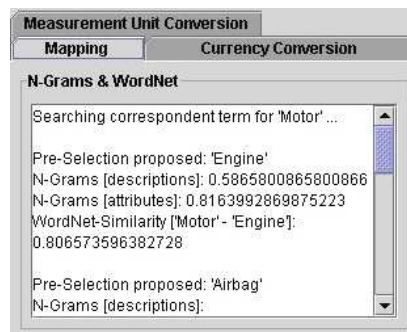 Measurement Unit Conversion
Mapping Currency Conversion
N-Grams & WordNet
Searching correspondent term for 'Motor' ...
Pre-Selection proposed: 'Engine'
N-Grams [descriptions]: 0.5865800865800866
N-Grams [attributes]: 0.8163992869875223
WordNet-Similarity ['Motor' - 'Engine']:
0.806573596382728
Pre-Selection proposed: 'Airbag'
N-Grams [descriptions]: